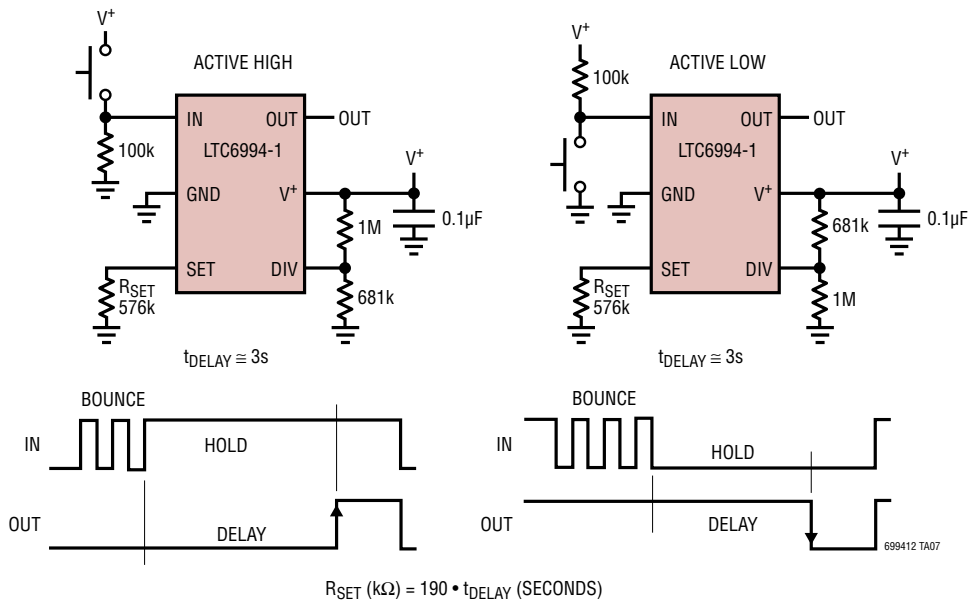 V+
ACTIVE HIGH
IN
OUT
OUT
100k
LTC6994-1
V+
GND
V+
1M
0.1µF
SET
DIV
RSET
576k
681k
tDELAY ≅ 3s
V+
100k
ACTIVE LOW
IN
OUT
OUT
LTC6994-1
V+
GND
V+
681k
0.1µF
SET
DIV
RSET
576k
1M
tDELAY ≅ 3s
BOUNCE
IN
HOLD
OUT
DELAY
BOUNCE
IN
HOLD
OUT
DELAY
699412 TA07
RSET (kΩ) = 190 • tDELAY (SECONDS)